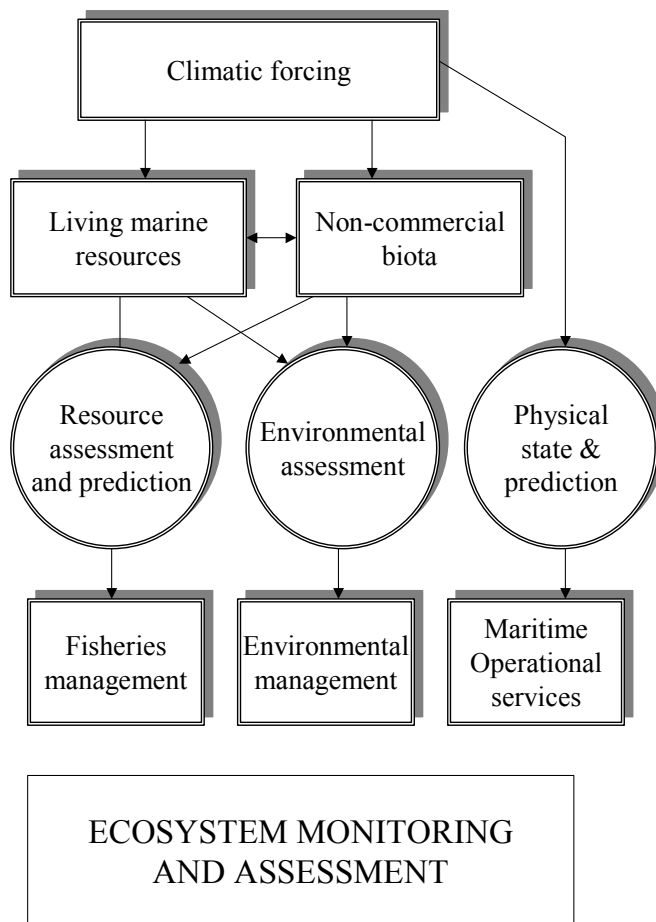 Climatic forcing
Living marine
resources
Non-commercial
biota
Resource
assessment
and prediction
Environmental
assessment
Physical
state &
prediction
Fisheries
management
Environmental
management
Maritime
Operational
services
ECOSYSTEM MONITORING
AND ASSESSMENT